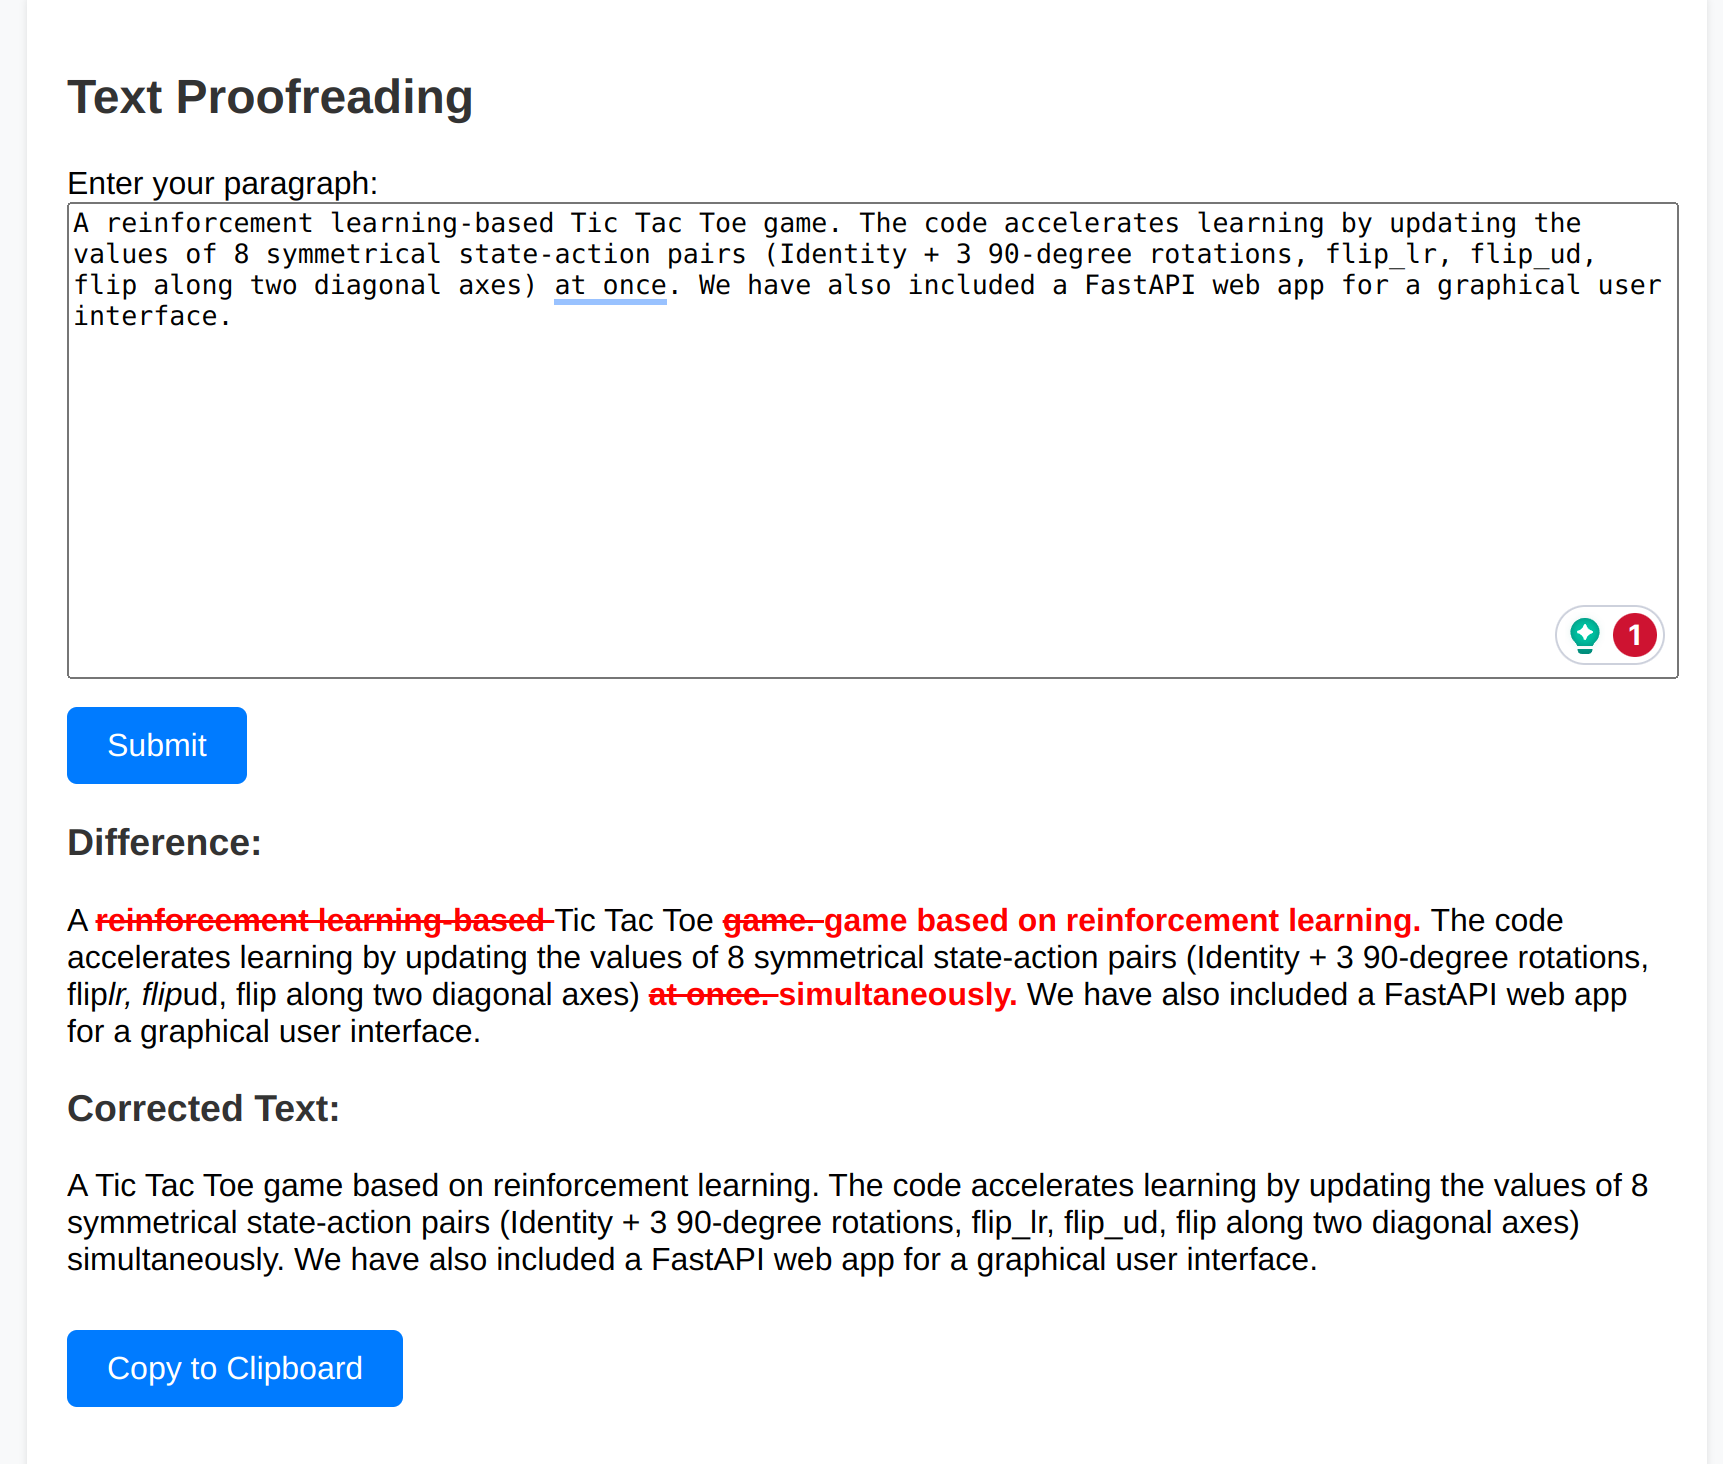 Text Proofreading
Enter your paragraph:
A reinforcement learning-based Tic Tac Toe game. The code accelerates learning by updating the
values of 8 symmetrical state-action pairs (Identity + 3 90-degree rotations, flip_lr, flip_ud,
flip along two diagonal axes) at once. We have also included a FastAPI web app for a graphical user
interface.
1
Submit
Difference:
A reinforcement learning-based Tic Tac Toe game. game based on reinforcement learning. The code
accelerates learning by updating the values of 8 symmetrical state-action pairs (Identity + 3 90-degree rotations,
fliplr, flipud, flip along two diagonal axes) at once. simultaneously. We have also included a FastAPI web app
for a graphical user interface.
Corrected Text:
A Tic Tac Toe game based on reinforcement learning. The code accelerates learning by updating the values of 8
symmetrical state-action pairs (Identity + 3 90-degree rotations, flip_lr, flip_ud, flip along two diagonal axes)
simultaneously. We have also included a FastAPI web app for a graphical user interface.
Copy to Clipboard